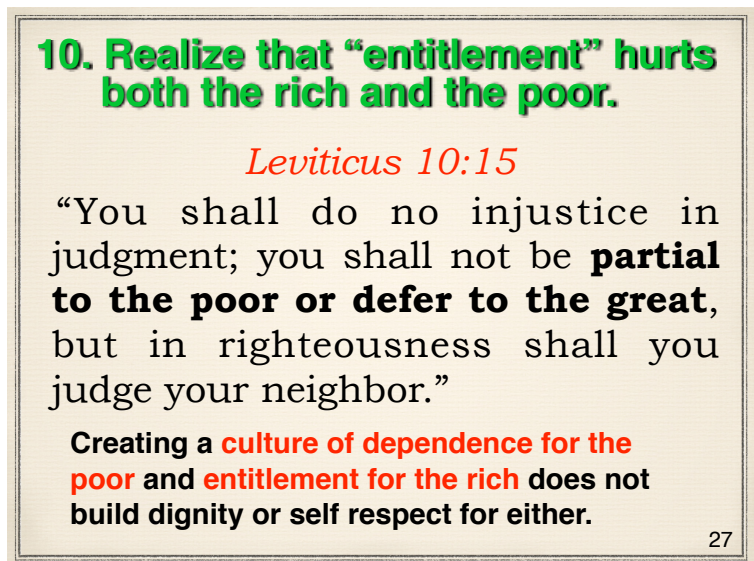 10. Realize that “entitlement” hurts
both the rich and the poor.
Leviticus 10:15
“You shall do no injustice in
judgment; you shall not be partial
to the poor or defer to the great,
but in righteousness shall you
judge your neighbor.”
Creating a culture of dependence for the
poor and entitlement for the rich does not
build dignity or self respect for either.
27